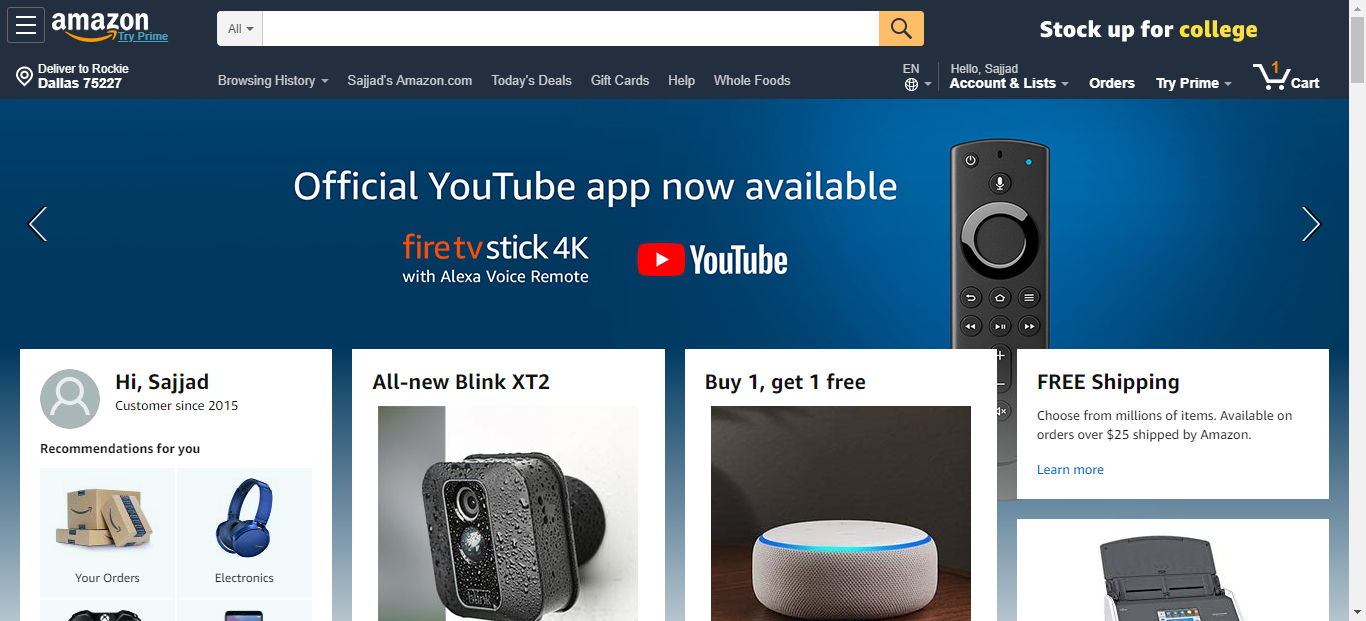 amazon
Try Prime
All
Stock up for college
Deliver to Rockie
Dallas 75227
Browsing History
Sajjad's Amazon.com
Today's Deals
Gift Cards
Help
Whole Foods
EN
Hello, Sajjad
Account & Lists
Orders
Try Prime
1
Cart
Official YouTube app now available
fire tv stick 4K
with Alexa Voice Remote
YouTube
Hi, Sajjad
Customer since 2015
Recommendations for you
Your Orders
Electronics
All-new Blink XT2
blink
Buy 1, get 1 free
FREE Shipping
Choose from millions of items. Available on
orders over $25 shipped by Amazon.
Learn more